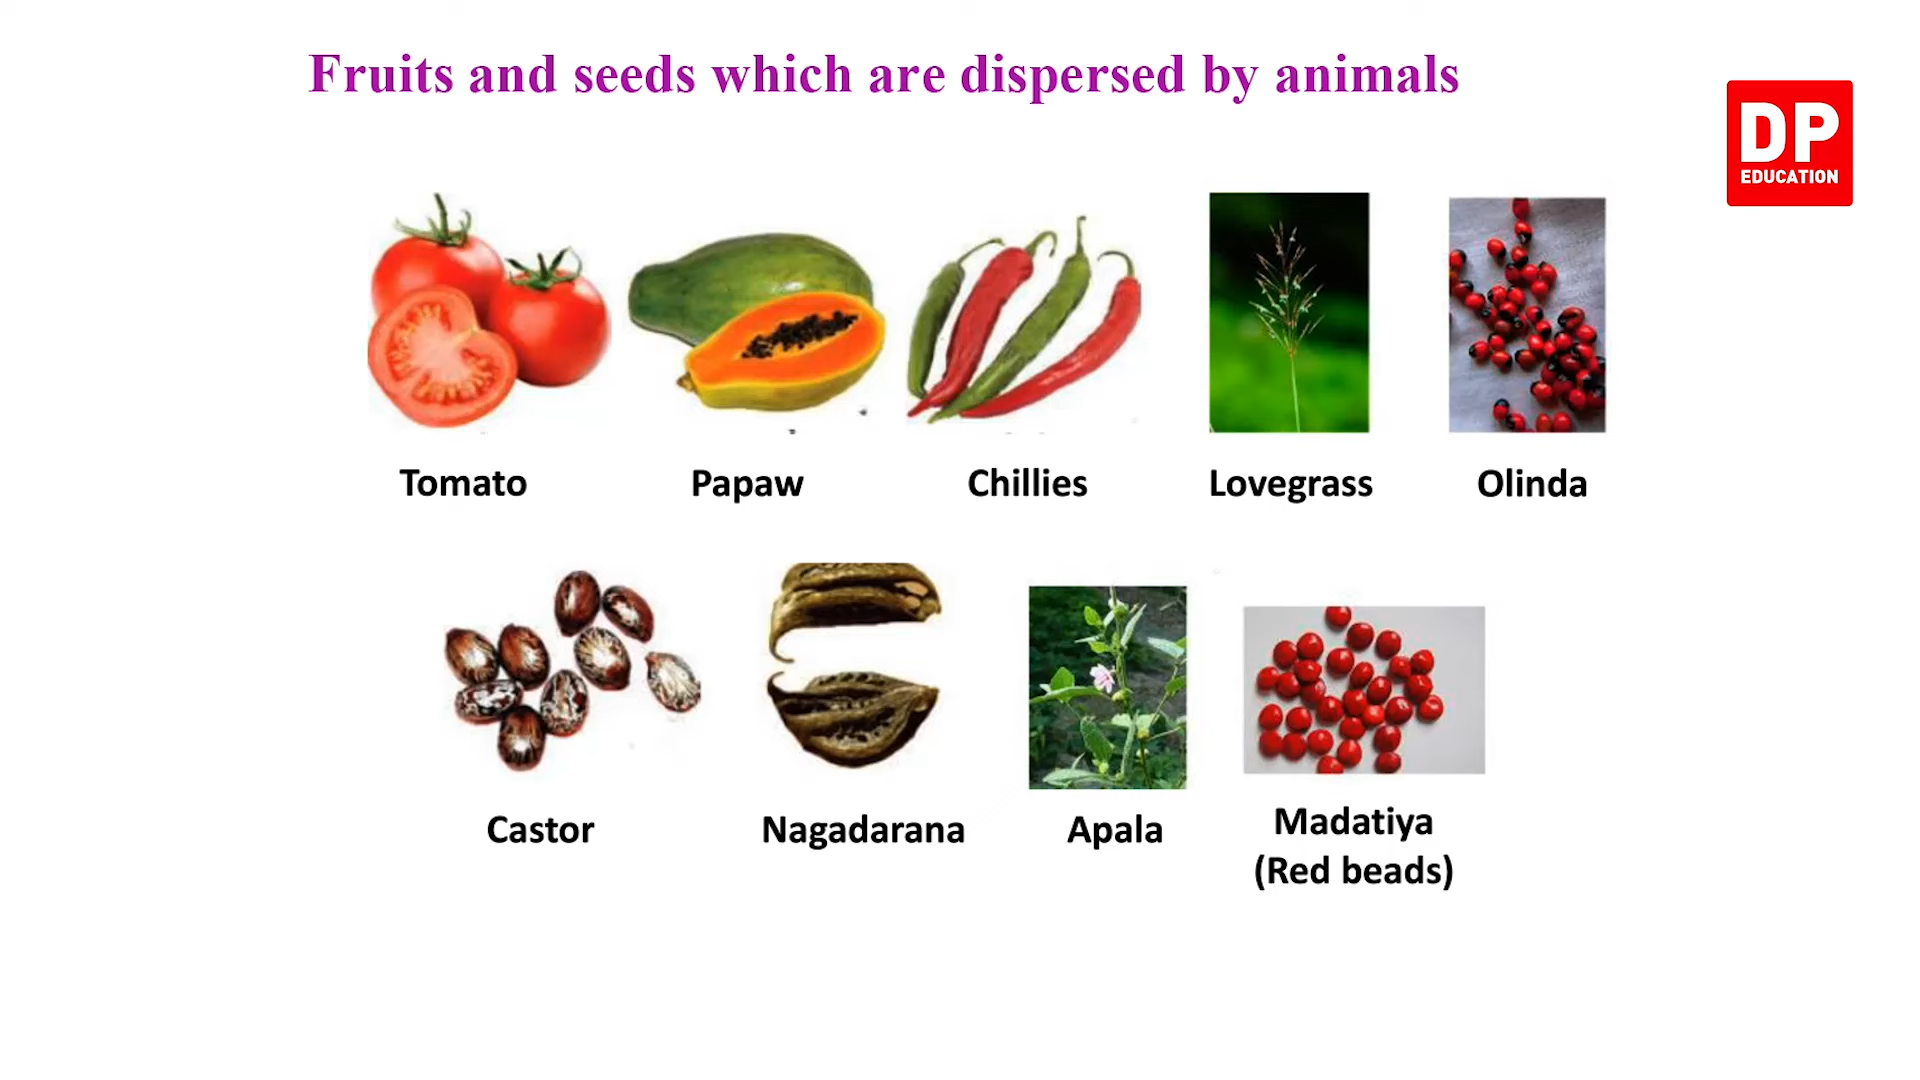 Fruits and seeds which are dispersed by animals
DP
EDUCATION
Tomato
Papaw
Chillies
Lovegrass
Olinda
Castor
Nagadarana
Apala
Madatiya
(Red beads)